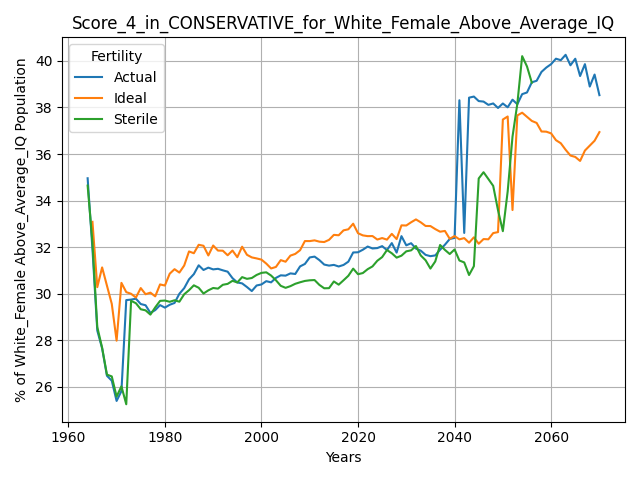 Score_4_in_CONSERVATIVE_for_White_Female_Above_Average_IQ
% of White_Female Above_Average_IQ Population
Fertility
Actual
Ideal
Sterile
40
38
36
34
32
30
28
26
1960
1980
2000
2020
2040
2060
Years